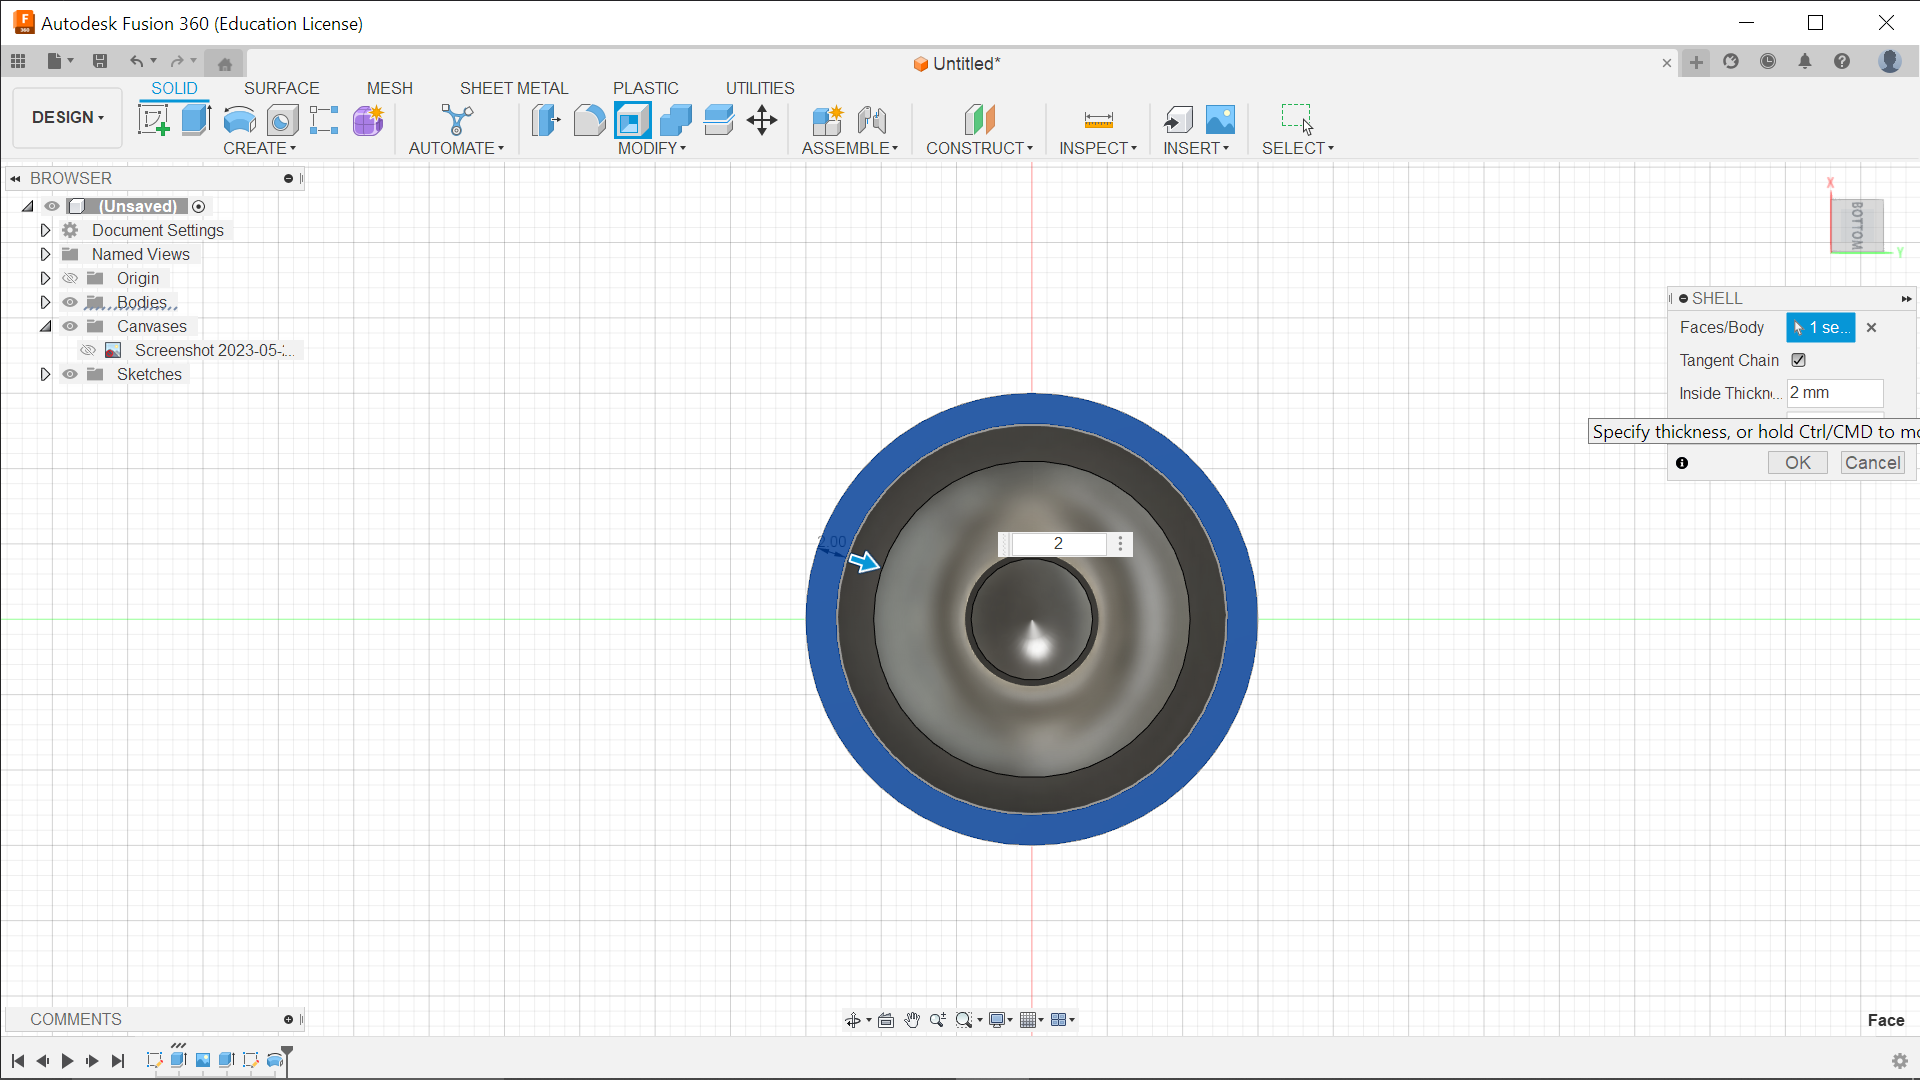 Autodesk Fusion 360 (Education License)
Untitled*
SOLID SURFACE MESH SHEET METAL PLASTIC UTILITIES
DESIGN
CREATE AUTOMATE MODIFY ASSEMBLE CONSTRUCT INSPECT INSERT SELECT
BROWSER
(Unsaved)
Document Settings
Named Views
Origin
Bodies
Canvases
Screenshot 2023-05-...
Sketches
X
BOTTOM
Y
SHELL
Faces/Body 1 se...
Tangent Chain
Inside Thickn... 2 mm
Specify thickness, or hold Ctrl/CMD to
OK Cancel
2.00
2
COMMENTS
Face